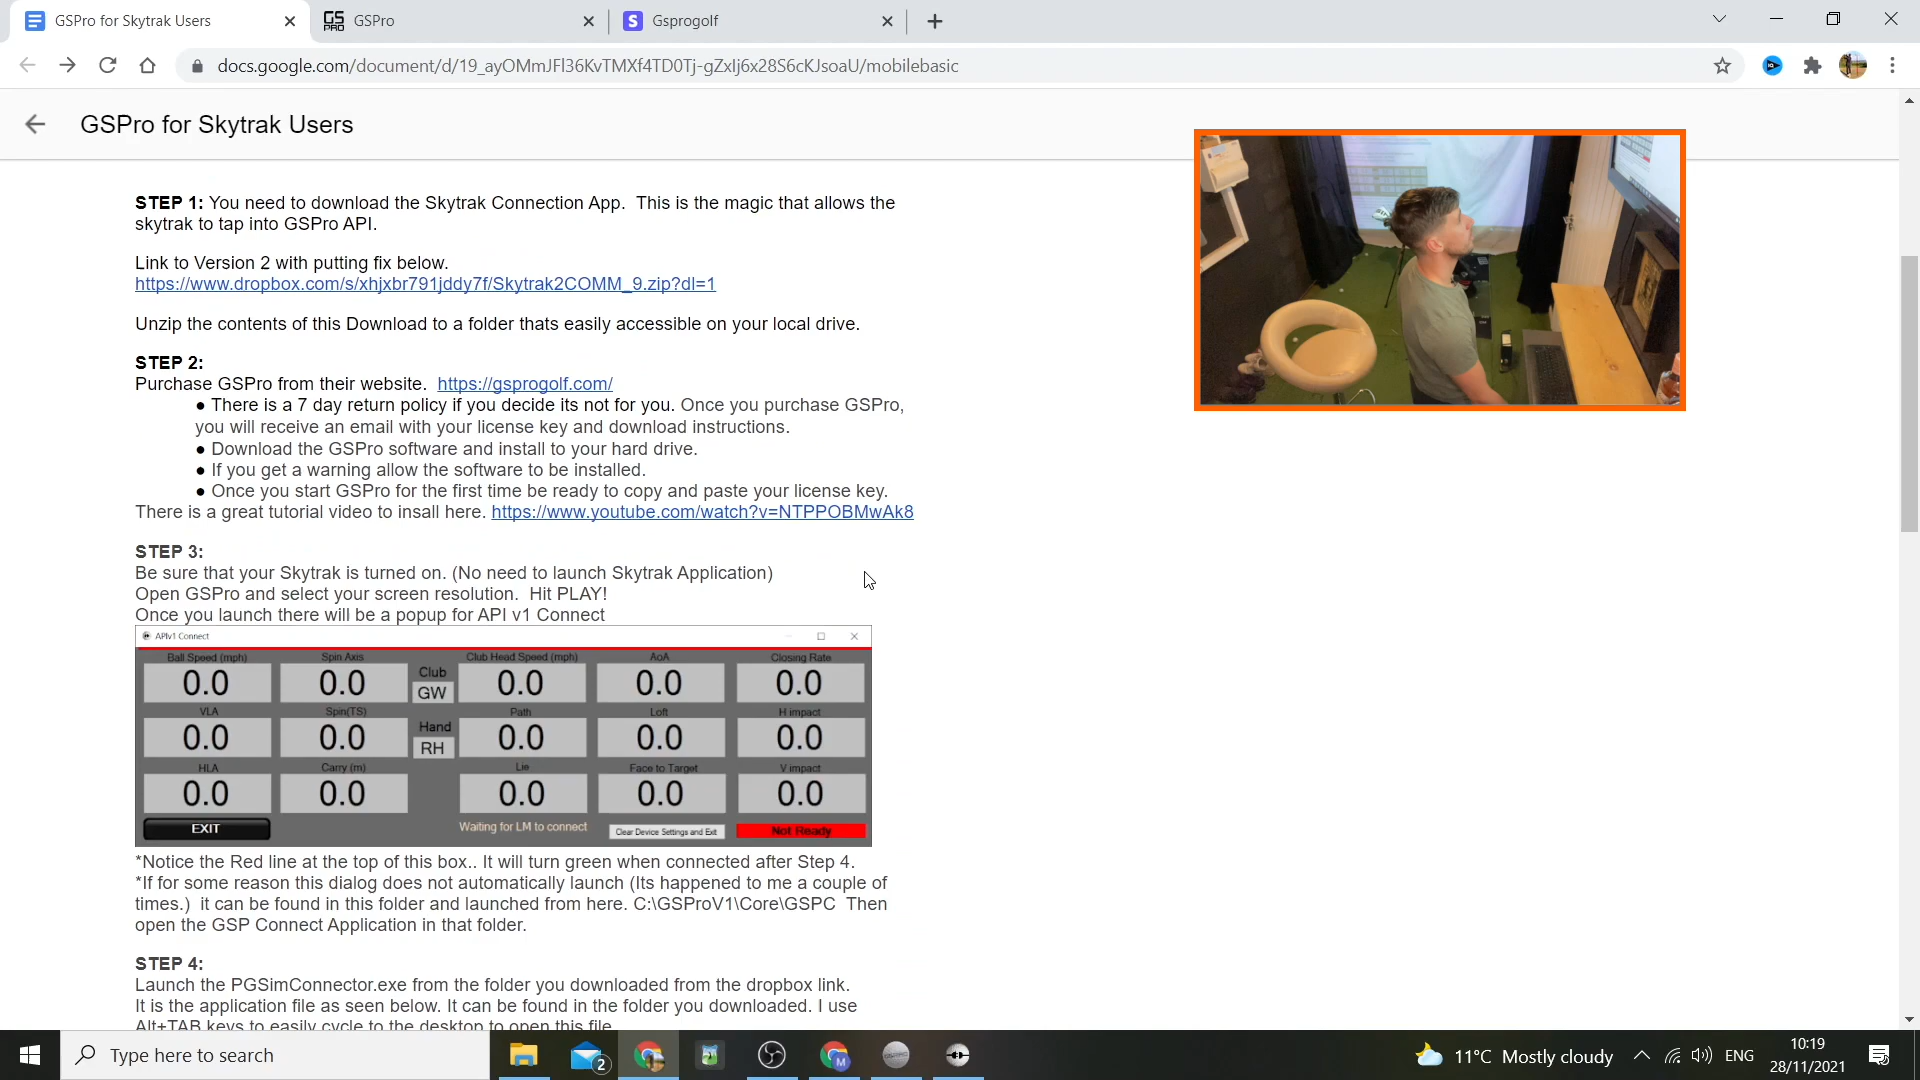 GSPro for Skytrak Users
GSPro
Gsprogolf
docs.google.com/document/d/19_ayOMmJFl36KvTMXf4TD0Tj-gZxIj6x28S6cKJsoaU/mobilebasic
GSPro for Skytrak Users
STEP 1: You need to download the Skytrak Connection App. This is the magic that allows the
skytrak to tap into GSPro API.
Link to Version 2 with putting fix below.
https://www.dropbox.com/s/xhjxbr791jddy7f/Skytrak2COMM_9.zip?dl=1
Unzip the contents of this Download to a folder thats easily accessible on your local drive.
STEP 2:
Purchase GSPro from their website. https://gsprogolf.com/
● There is a 7 day return policy if you decide its not for you. Once you purchase GSPro,
you will receive an email with your license key and download instructions.
● Download the GSPro software and install to your hard drive.
● If you get a warning allow the software to be installed.
● Once you start GSPro for the first time be ready to copy and paste your license key.
There is a great tutorial video to insall here. https://www.youtube.com/watch?v=NTPPOBMwAk8
STEP 3:
Be sure that your Skytrak is turned on. (No need to launch Skytrak Application)
Open GSPro and select your screen resolution. Hit PLAY!
Once you launch there will be a popup for API v1 Connect
APIv1 Connect
Ball Speed (mph) Spin Axis Club Head Speed (mph) AoA Closing Rate
0.0 0.0 Club GW 0.0 0.0 0.0
VLA Spin(TS) Path Loft H impact
0.0 0.0 Hand RH 0.0 0.0 0.0
HLA Carry (m) Lie Face to Target V impact
0.0 0.0 0.0 0.0 0.0
EXIT Waiting for LM to connect Clear Device Settings and Exit Not Ready
*Notice the Red line at the top of this box.. It will turn green when connected after Step 4.
*If for some reason this dialog does not automatically launch (Its happened to me a couple of
times.) it can be found in this folder and launched from here. C:\GSProV1\Core\GSPC Then
open the GSP Connect Application in that folder.
STEP 4:
Launch the PGSimConnector.exe from the folder you downloaded from the dropbox link.
It is the application file as seen below. It can be found in the folder you downloaded. I use
Alt+TAB keys to easily cycle to the desktop to open this file
Type here to search
2
M
11°C Mostly cloudy
ENG
10:19
28/11/2021